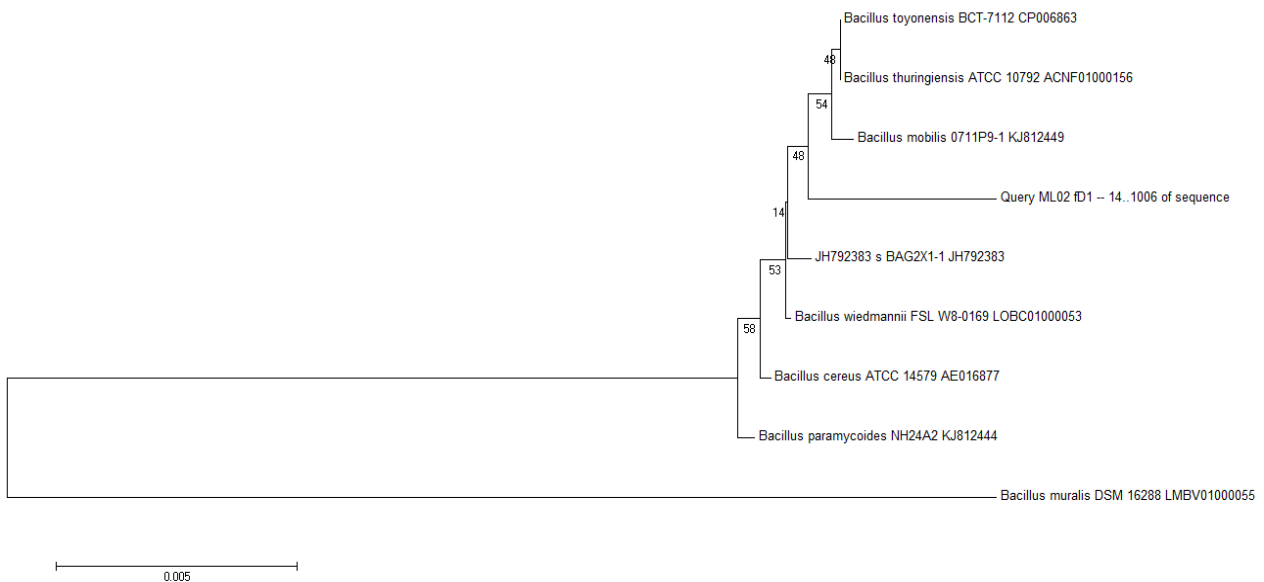 Bacillus toyonensis BCT-7112 CP006863
48
Bacillus thuringiensis ATCC 10792 ACNF01000156
54
Bacillus mobilis 0711P9-1 KJ812449
48
Query ML02 fD1 -- 14..1006 of sequence
14
JH792383 s BAG2X1-1 JH792383
53
Bacillus wiedmannii FSL W8-0169 LOBC01000053
58
Bacillus cereus ATCC 14579 AE016877
Bacillus paramycoides NH24A2 KJ812444
Bacillus muralis DSM 16288 LMBV01000055
0.005